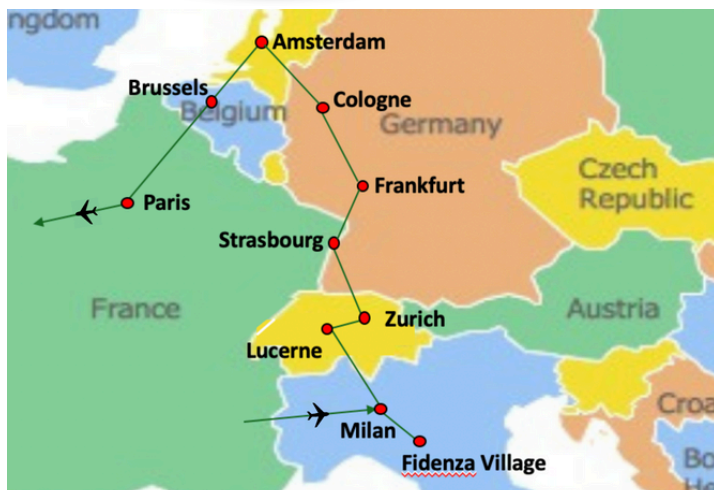 ngdom
Amsterdam
Brussels
Belgium
Cologne
Germany
Czech
Republic
Paris
Frankfurt
Strasbourg
France
Zurich
Austria
Lucerne
Milan
Croa
Fidenza Village
Bo
He